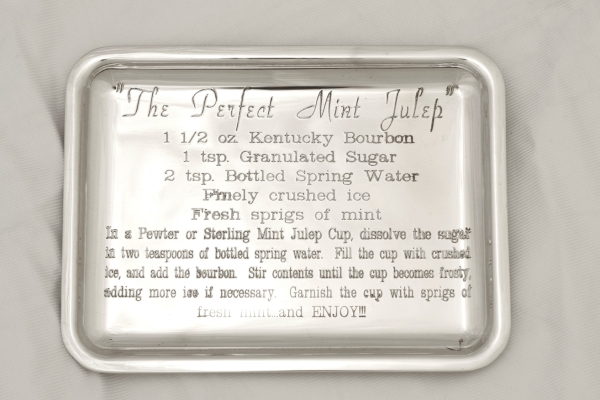 "The Perfect Mint Julep"
1 1/2 oz. Kentucky Bourbon
1 tsp. Granulated Sugar
2 tsp. Bottled Spring Water
Finely crushed ice
Fresh sprigs of mint
In a Pewter or Sterling Mint Julep Cup, dissolve the sugar
in two teaspoons of bottled spring water. Fill the cup with crushed
ice, and add the bourbon. Stir contents until the cup becomes frosty,
adding more ice if necessary. Garnish the cup with sprigs of
fresh mint...and ENJOY!!!